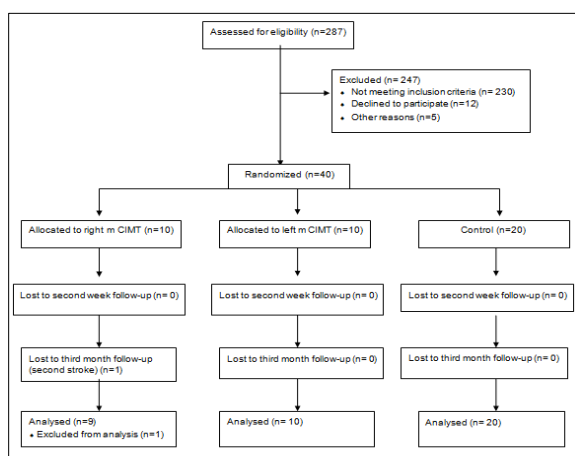 Assessed for eligibility (n=287)
Excluded (n= 247)
• Not meeting inclusion criteria (n= 230)
• Declined to participate (n=12)
• Other reasons (n=5)
Randomized (n=40)
Allocated to right m CIMT (n=10)
Allocated to left m CIMT (n=10)
Control (n=20)
Lost to second week follow-up (n= 0)
Lost to second week follow-up (n= 0)
Lost to second week follow-up (n= 0)
Lost to third month follow-up
(second stroke) (n=1)
Lost to third month follow-up (n=0)
Lost to third month follow-up (n= 0)
Analysed (n=9)
• Excluded from analysis (n=1)
Analysed (n= 10)
Analysed (n= 20)